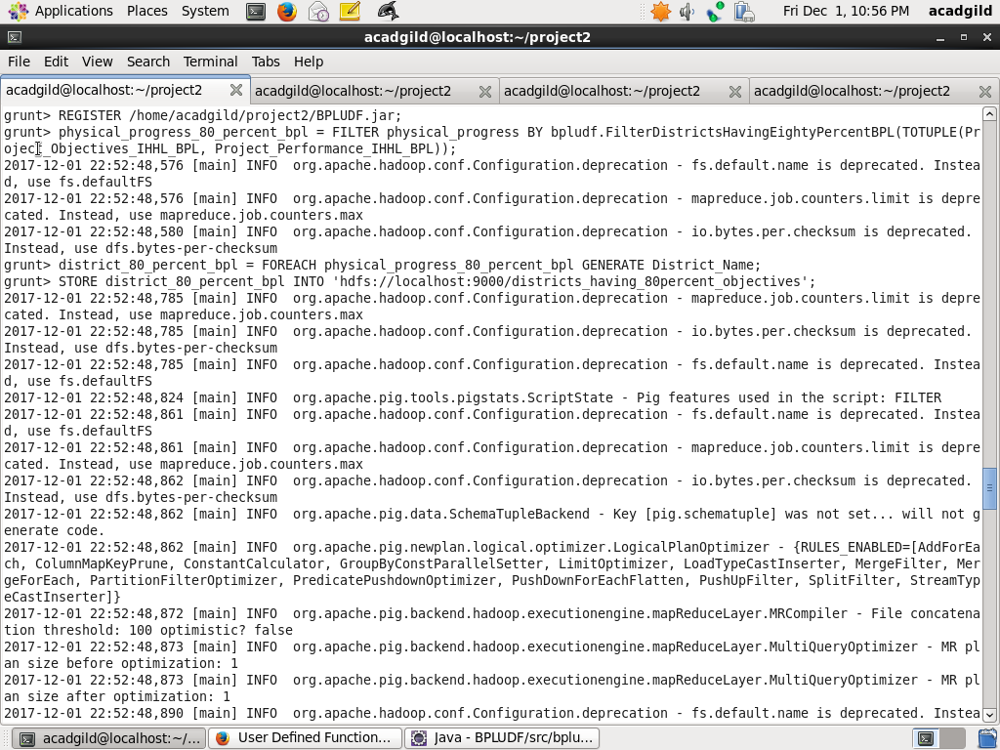 Applications Places System
Fri Dec 1, 10:56 PM acadgild
acadgild@localhost:~/project2
File Edit View Search Terminal Tabs Help
acadgild@localhost:~/project2 acadgild@localhost:~/project2 acadgild@localhost:~/project2 acadgild@localhost:~/project2
grunt> REGISTER /home/acadgild/project2/BPLUDF.jar;
grunt> physical_progress_80_percent_bpl = FILTER physical_progress BY bpludf.FilterDistrictsHavingEightyPercentBPL(TOTUPLE(Pr
oject_Objectives_IHHL_BPL, Project_Performance_IHHL_BPL));
2017-12-01 22:52:48,576 [main] INFO  org.apache.hadoop.conf.Configuration.deprecation - fs.default.name is deprecated. Instea
d, use fs.defaultFS
2017-12-01 22:52:48,576 [main] INFO  org.apache.hadoop.conf.Configuration.deprecation - mapreduce.job.counters.limit is depre
cated. Instead, use mapreduce.job.counters.max
2017-12-01 22:52:48,580 [main] INFO  org.apache.hadoop.conf.Configuration.deprecation - io.bytes.per.checksum is deprecated.
Instead, use dfs.bytes-per-checksum
grunt> district_80_percent_bpl = FOREACH physical_progress_80_percent_bpl GENERATE District_Name;
grunt> STORE district_80_percent_bpl INTO 'hdfs://localhost:9000/districts_having_80percent_objectives';
2017-12-01 22:52:48,785 [main] INFO  org.apache.hadoop.conf.Configuration.deprecation - mapreduce.job.counters.limit is depre
cated. Instead, use mapreduce.job.counters.max
2017-12-01 22:52:48,785 [main] INFO  org.apache.hadoop.conf.Configuration.deprecation - io.bytes.per.checksum is deprecated.
Instead, use dfs.bytes-per-checksum
2017-12-01 22:52:48,785 [main] INFO  org.apache.hadoop.conf.Configuration.deprecation - fs.default.name is deprecated. Instea
d, use fs.defaultFS
2017-12-01 22:52:48,824 [main] INFO  org.apache.pig.tools.pigstats.ScriptState - Pig features used in the script: FILTER
2017-12-01 22:52:48,861 [main] INFO  org.apache.hadoop.conf.Configuration.deprecation - fs.default.name is deprecated. Instea
d, use fs.defaultFS
2017-12-01 22:52:48,861 [main] INFO  org.apache.hadoop.conf.Configuration.deprecation - mapreduce.job.counters.limit is depre
cated. Instead, use mapreduce.job.counters.max
2017-12-01 22:52:48,862 [main] INFO  org.apache.hadoop.conf.Configuration.deprecation - io.bytes.per.checksum is deprecated.
Instead, use dfs.bytes-per-checksum
2017-12-01 22:52:48,862 [main] INFO  org.apache.pig.data.SchemaTupleBackend - Key [pig.schematuple] was not set... will not g
enerate code.
2017-12-01 22:52:48,862 [main] INFO  org.apache.pig.newplan.logical.optimizer.LogicalPlanOptimizer - {RULES_ENABLED=[AddForEa
ch, ColumnMapKeyPrune, ConstantCalculator, GroupByConstParallelSetter, LimitOptimizer, LoadTypeCastInserter, MergeFilter, Mer
geForEach, PartitionFilterOptimizer, PredicatePushdownOptimizer, PushDownForEachFlatten, PushUpFilter, SplitFilter, StreamTyp
eCastInserter]}
2017-12-01 22:52:48,872 [main] INFO  org.apache.pig.backend.hadoop.executionengine.mapReduceLayer.MRCompiler - File concatena
tion threshold: 100 optimistic? false
2017-12-01 22:52:48,873 [main] INFO  org.apache.pig.backend.hadoop.executionengine.mapReduceLayer.MultiQueryOptimizer - MR pl
an size before optimization: 1
2017-12-01 22:52:48,873 [main] INFO  org.apache.pig.backend.hadoop.executionengine.mapReduceLayer.MultiQueryOptimizer - MR pl
an size after optimization: 1
2017-12-01 22:52:48,890 [main] INFO  org.apache.hadoop.conf.Configuration.deprecation - fs.default.name is deprecated. Instea
acadgild@localhost:~/... User Defined Function... Java - BPLUDF/src/bplu...